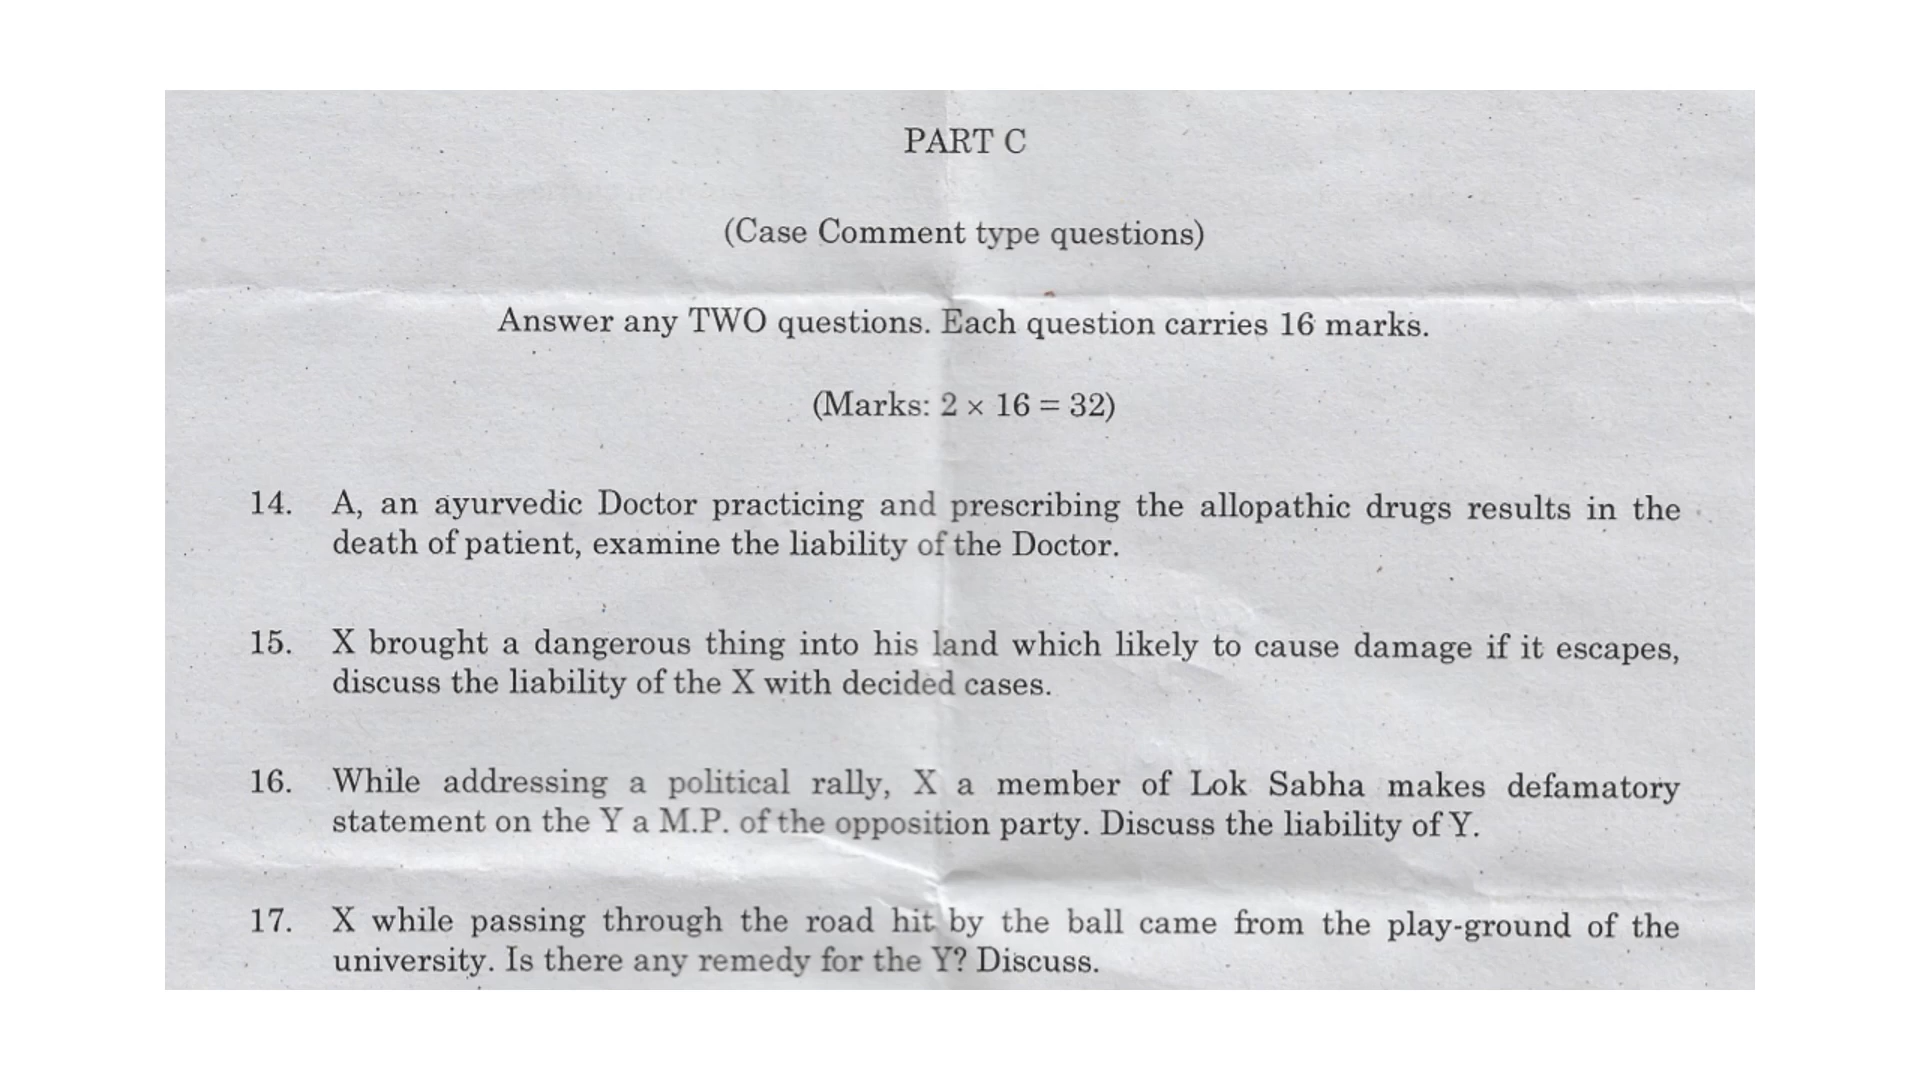 PART C
(Case Comment type questions)
Answer any TWO questions. Each question carries 16 marks.
(Marks: 2 × 16 = 32)
14. A, an ayurvedic Doctor practicing and prescribing the allopathic drugs results in the
death of patient, examine the liability of the Doctor.
15. X brought a dangerous thing into his land which likely to cause damage if it escapes,
discuss the liability of the X with decided cases.
16. While addressing a political rally, X a member of Lok Sabha makes defamatory
statement on the Y a M.P. of the opposition party. Discuss the liability of Y.
17. X while passing through the road hit by the ball came from the play-ground of the
university. Is there any remedy for the Y? Discuss.